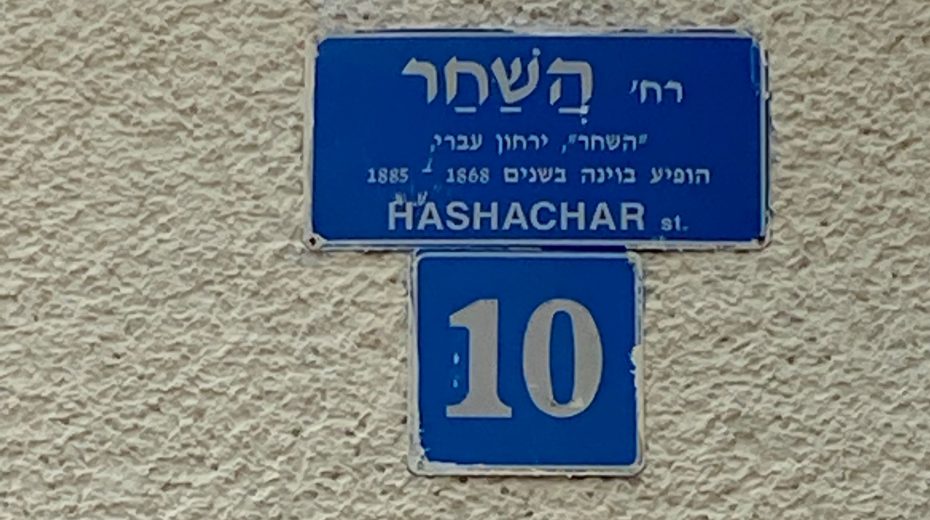 רח' הַשַּׁחַר
"השחר", ירחון עברי,
הופיע בוינה בשנים 1868 - 1885
HASHACHAR st.
10